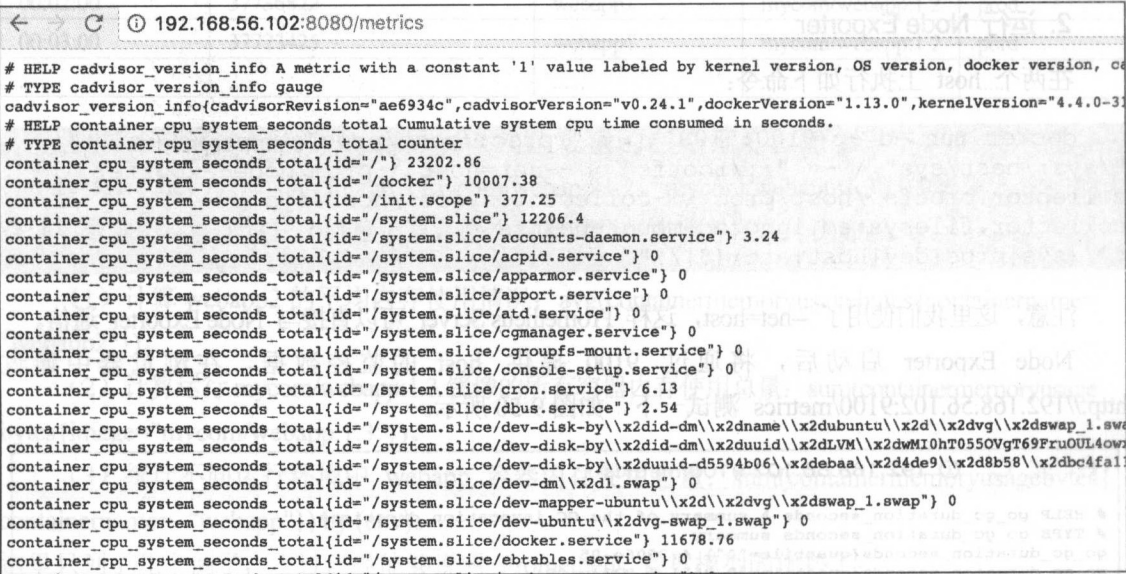 192.168.56.102:8080/metrics
# HELP cadvisor_version_info A metric with a constant '1' value labeled by kernel version, OS version, docker version, ca
# TYPE cadvisor_version_info gauge
cadvisor_version_info{cadvisorRevision="ae6934c",cadvisorVersion="v0.24.1",dockerVersion="1.13.0",kernelVersion="4.4.0-31
# HELP container_cpu_system_seconds_total Cumulative system cpu time consumed in seconds.
# TYPE container_cpu_system_seconds_total counter
container_cpu_system_seconds_total{id="/"} 23202.86
container_cpu_system_seconds_total{id="/docker"} 6707.59
container_cpu_system_seconds_total{id="/init.scope"} 377.25
container_cpu_system_seconds_total{id="/system.slice"} 12206.4
container_cpu_system_seconds_total{id="/system.slice/accounts-daemon.service"} 3.24
container_cpu_system_seconds_total{id="/system.slice/acpid.service"} 0
container_cpu_system_seconds_total{id="/system.slice/apparmor.service"} 0
container_cpu_system_seconds_total{id="/system.slice/apport.service"} 0
container_cpu_system_seconds_total{id="/system.slice/atd.service"} 0
container_cpu_system_seconds_total{id="/system.slice/cgmanager.service"} 0
container_cpu_system_seconds_total{id="/system.slice/cgroupfs-mount.service"} 0
container_cpu_system_seconds_total{id="/system.slice/console-setup.service"} 0
container_cpu_system_seconds_total{id="/system.slice/cron.service"} 4.41
container_cpu_system_seconds_total{id="/system.slice/dbus.service"} 2.54
container_cpu_system_seconds_total{id="/system.slice/dev-disk-by\\x2did-dm\\x2dname\\x2dubuntu\\x2d\\x2dvg\\x2dswap_1.swa
container_cpu_system_seconds_total{id="/system.slice/dev-disk-by\\x2did-dm\\x2duuid\\x2dLVM\\x2dwMI0hT055OVgT69FruOUL4owx
container_cpu_system_seconds_total{id="/system.slice/dev-disk-by\\x2duuid-d5594b06\\x2debaa\\x2d4de9\\x2d8b58\\x2dbc4fa11
container_cpu_system_seconds_total{id="/system.slice/dev-dm\\x2d1.swap"} 0
container_cpu_system_seconds_total{id="/system.slice/dev-mapper-ubuntu\\x2d\\x2dvg\\x2dswap_1.swap"} 0
container_cpu_system_seconds_total{id="/system.slice/dev-ubuntu\\x2dvg-swap_1.swap"} 0
container_cpu_system_seconds_total{id="/system.slice/docker.service"} 11678.76
container_cpu_system_seconds_total{id="/system.slice/ebtables.service"} 0